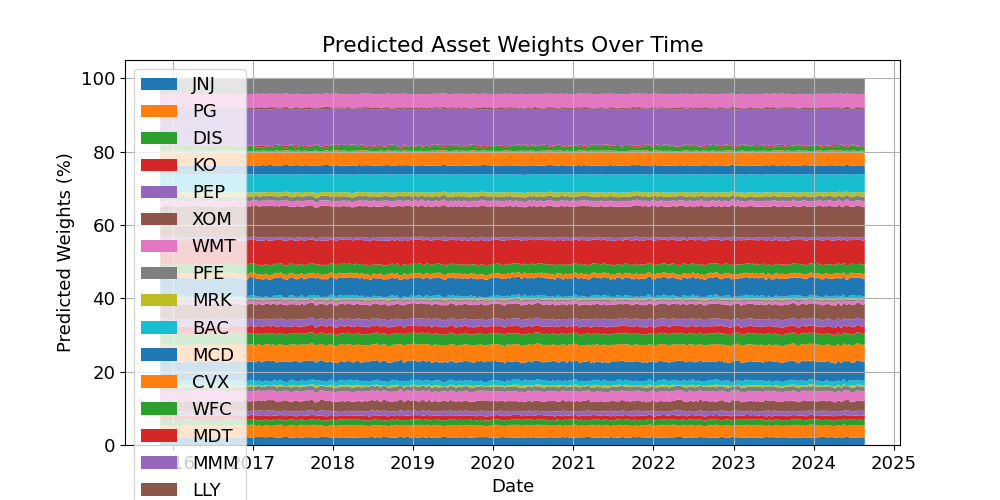 Predicted Asset Weights Over Time
Predicted Weights (%)
100
80
60
40
20
0
JNJ
PG
DIS
KO
PEP
XOM
WMT
PFE
MRK
BAC
MCD
CVX
WFC
MDT
MMM
LLY
2017
2018
2019
2020
2021
2022
2023
2024
2025
Date